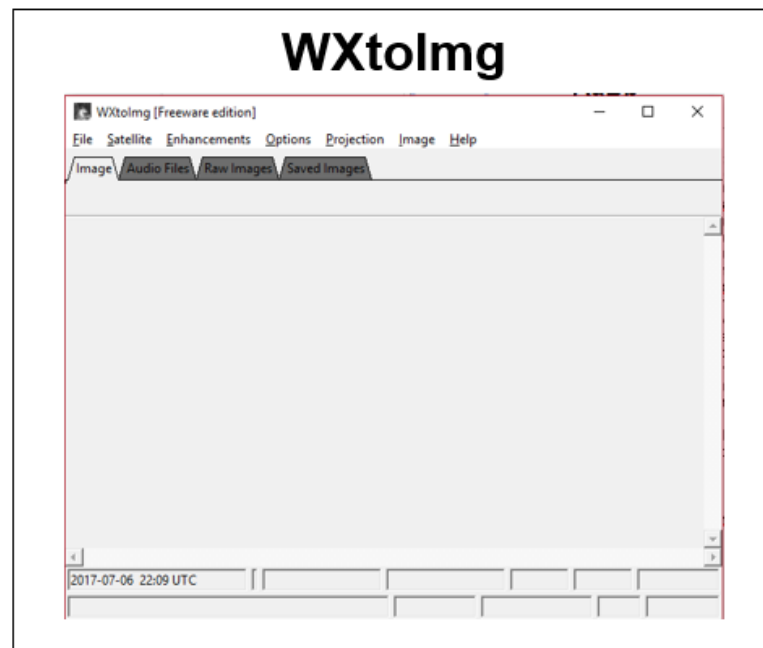 WXtoImg
WXtoImg [Freeware edition]
File Satellite Enhancements Options Projection Image Help
Image Audio Files Raw Images Saved Images
2017-07-06 22:09 UTC